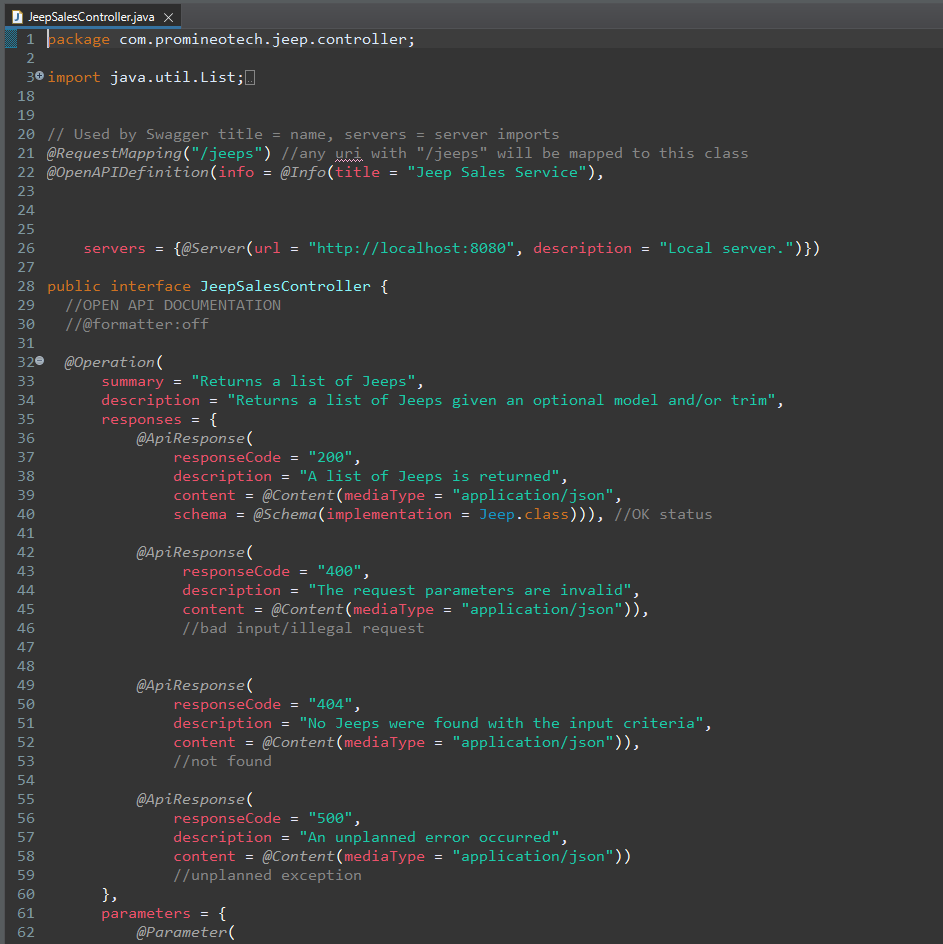 JeepSalesController.java
1 package com.promineotech.jeep.controller;
2
3 import java.util.List;
18
19
20 // Used by Swagger title = name, servers = server imports
21 @RequestMapping("/jeeps") //any uri with "/jeeps" will be mapped to this class
22 @OpenAPIDefinition(info = @Info(title = "Jeep Sales Service"),
23
24
25
26 servers = {@Server(url = "http://localhost:8080", description = "Local server.")})
27
28 public interface JeepSalesController {
29 //OPEN API DOCUMENTATION
30 //@formatter:off
31
32 @Operation(
33 summary = "Returns a list of Jeeps",
34 description = "Returns a list of Jeeps given an optional model and/or trim",
35 responses = {
36 @ApiResponse(
37 responseCode = "200",
38 description = "A list of Jeeps is returned",
39 content = @Content(mediaType = "application/json",
40 schema = @Schema(implementation = Jeep.class))), //OK status
41
42 @ApiResponse(
43 responseCode = "400",
44 description = "The request parameters are invalid",
45 content = @Content(mediaType = "application/json")),
46 //bad input/illegal request
47
48
49 @ApiResponse(
50 responseCode = "404",
51 description = "No Jeeps were found with the input criteria",
52 content = @Content(mediaType = "application/json")),
53 //not found
54
55 @ApiResponse(
56 responseCode = "500",
57 description = "An unplanned error occurred",
58 content = @Content(mediaType = "application/json"))
59 //unplanned exception
60 },
61 parameters = {
62 @Parameter(